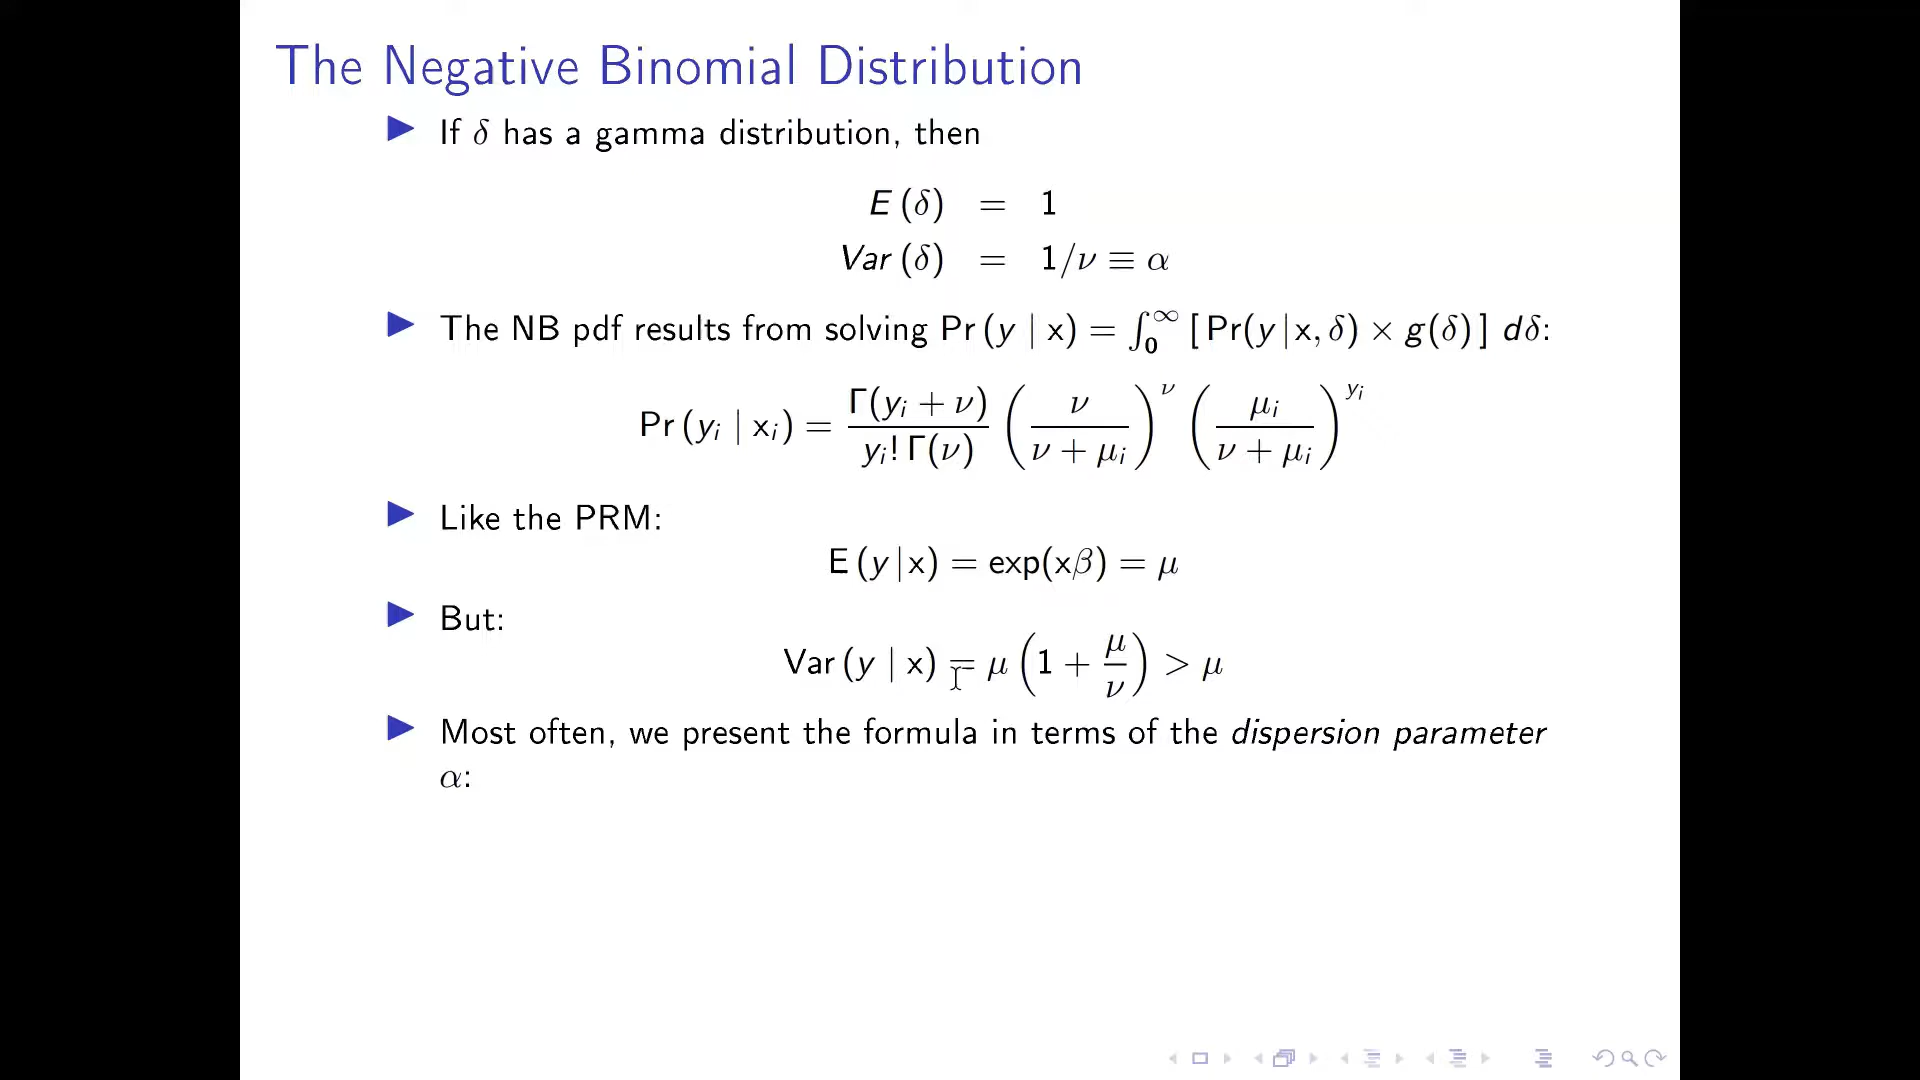 The Negative Binomial Distribution
▶ If δ has a gamma distribution, then
E (δ) = 1
Var (δ) = 1/ν ≡ α
▶ The NB pdf results from solving Pr (y | x) = ∫₀^∞ [ Pr(y | x, δ) × g(δ) ] dδ:
Pr (yᵢ | xᵢ) = Γ(yᵢ + ν) / yᵢ! Γ(ν) (ν / ν + μᵢ)^ν (μᵢ / ν + μᵢ)^yᵢ
▶ Like the PRM:
E (y | x) = exp(xβ) = μ
▶ But:
Var (y | x) = μ (1 + μ/ν) > μ
▶ Most often, we present the formula in terms of the dispersion parameter
α: